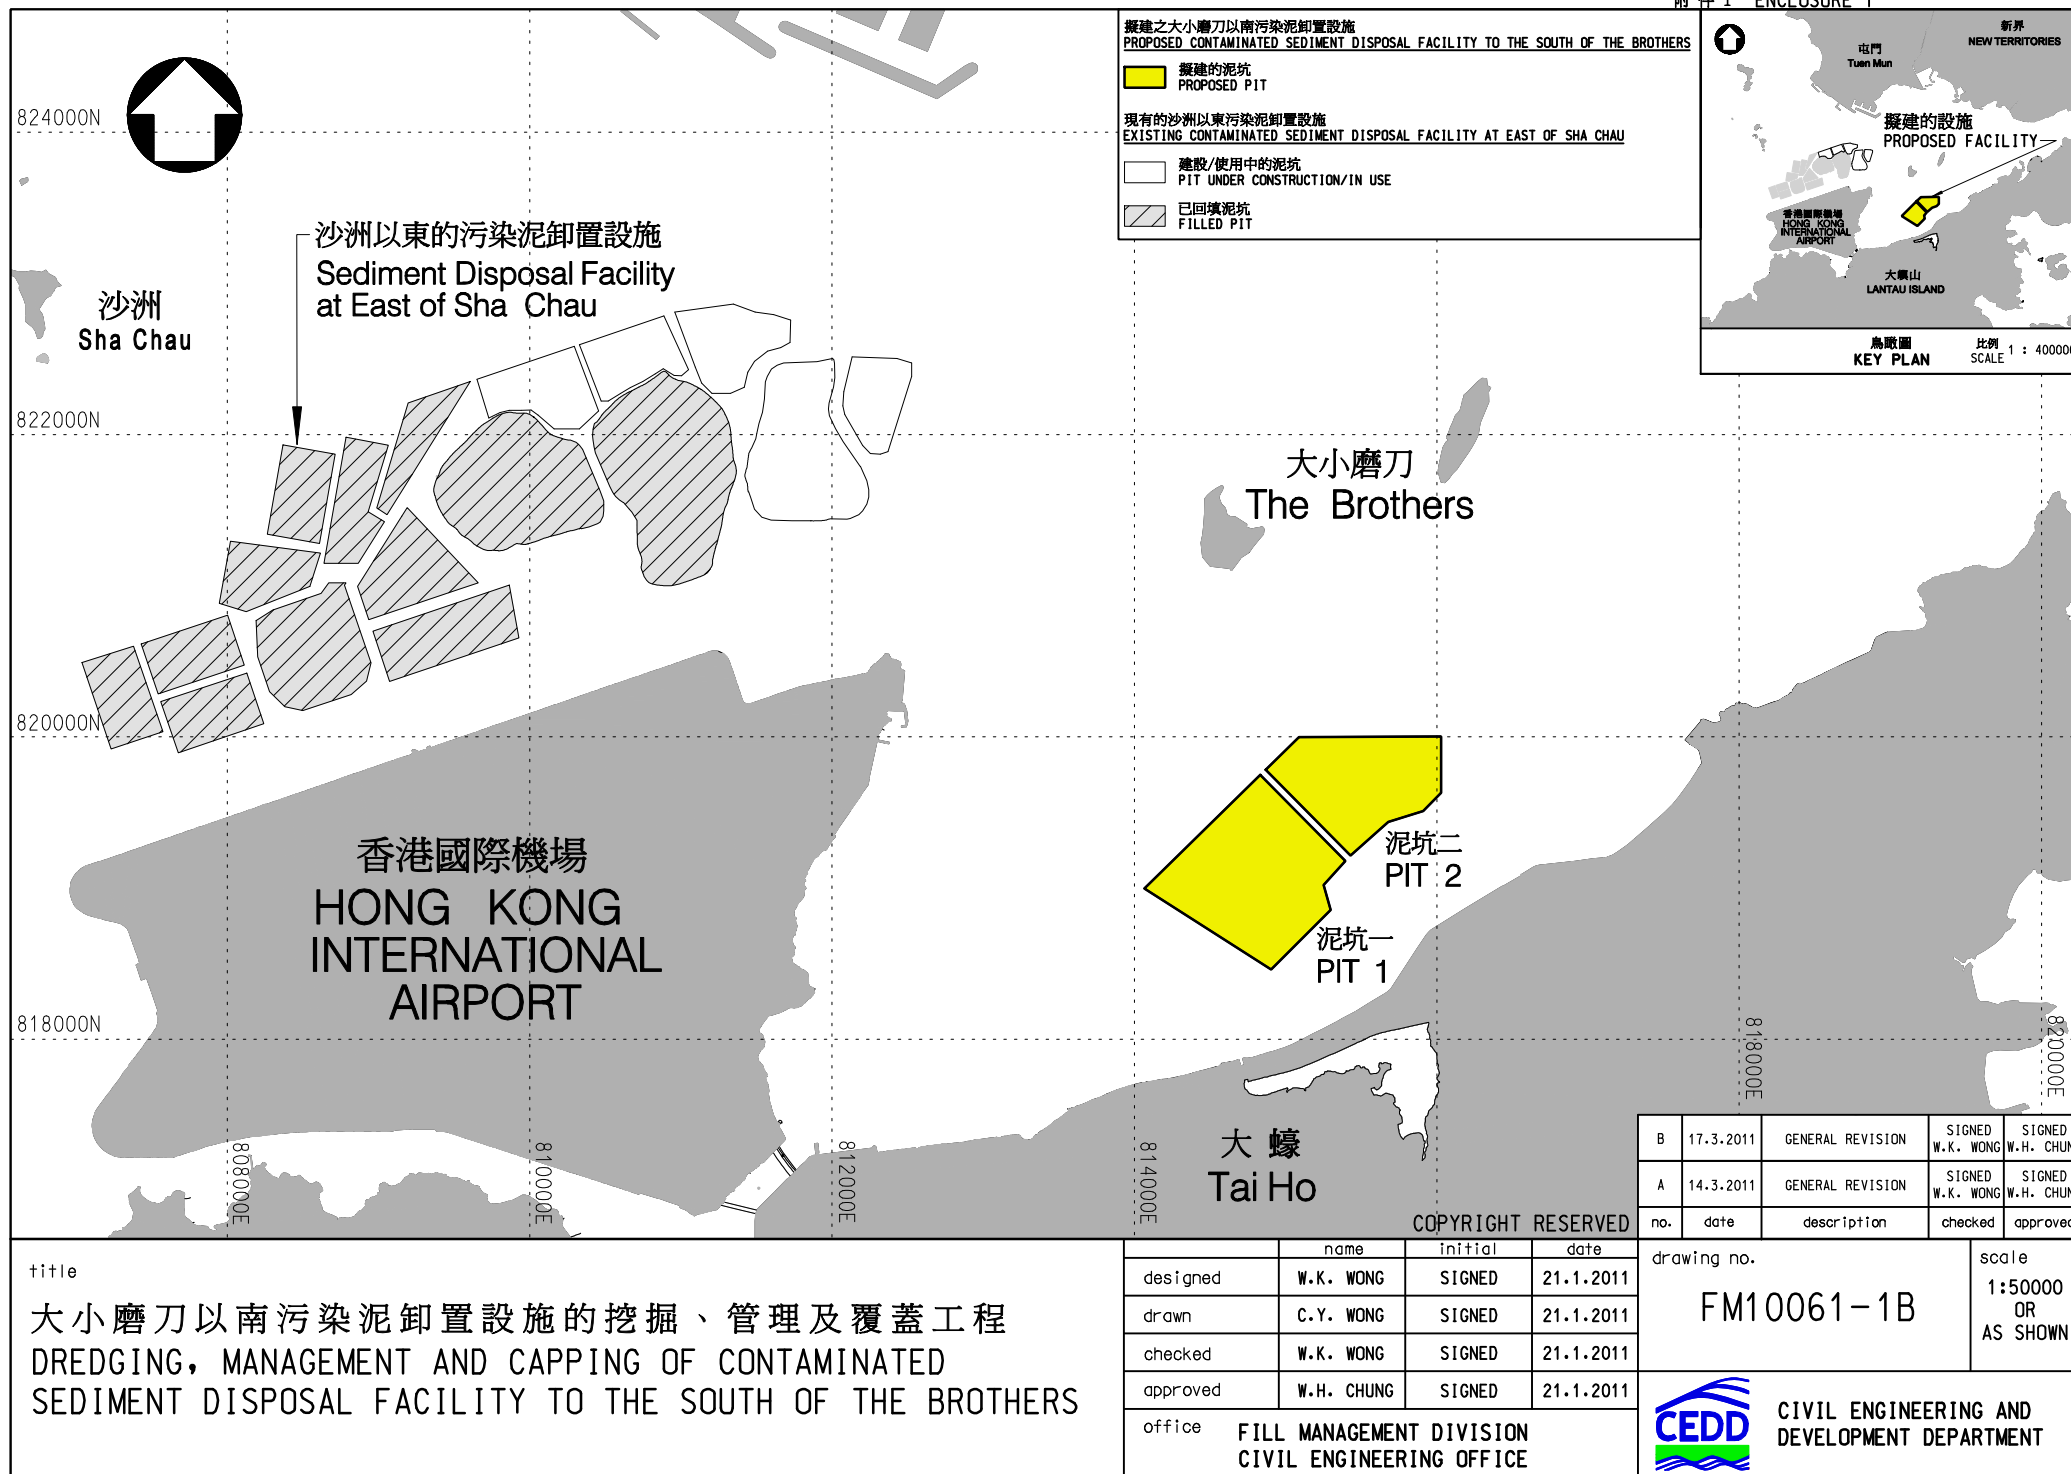 附 件 1 ENCLOSURE 1
擬建之大小磨刀以南污染泥卸置設施
PROPOSED CONTAMINATED SEDIMENT DISPOSAL FACILITY TO THE SOUTH OF THE BROTHERS
擬建的泥坑
PROPOSED PIT
現有的沙洲以東污染泥卸置設施
EXISTING CONTAMINATED SEDIMENT DISPOSAL FACILITY AT EAST OF SHA CHAU
建設/使用中的泥坑
PIT UNDER CONSTRUCTION/IN USE
已回填泥坑
FILLED PIT
新界
NEW TERRITORIES
屯門
Tuen Mun
擬建的設施
PROPOSED FACILITY
香港國際機場
HONG KONG
INTERNATIONAL
AIRPORT
大嶼山
LANTAU ISLAND
鳥瞰圖
KEY PLAN
比例
SCALE 1 : 400000
824000N
822000N
820000N
818000N
沙洲以東的污染泥卸置設施
Sediment Disposal Facility
at East of Sha Chau
沙洲
Sha Chau
大小磨刀
The Brothers
香港國際機場
HONG KONG
INTERNATIONAL
AIRPORT
泥坑二
PIT 2
泥坑一
PIT 1
大 蠔
Tai Ho
808000E
810000E
812000E
814000E
818000E
820000E
COPYRIGHT RESERVED
B 17.3.2011 GENERAL REVISION SIGNED W.K. WONG SIGNED W.H. CHUN
A 14.3.2011 GENERAL REVISION SIGNED W.K. WONG SIGNED W.H. CHUN
no. date description checked approved
title
大小磨刀以南污染泥卸置設施的挖掘、管理及覆蓋工程
DREDGING, MANAGEMENT AND CAPPING OF CONTAMINATED
SEDIMENT DISPOSAL FACILITY TO THE SOUTH OF THE BROTHERS
name initial date
designed W.K. WONG SIGNED 21.1.2011
drawn C.Y. WONG SIGNED 21.1.2011
checked W.K. WONG SIGNED 21.1.2011
approved W.H. CHUNG SIGNED 21.1.2011
office FILL MANAGEMENT DIVISION
CIVIL ENGINEERING OFFICE
drawing no.
FM10061-1B
scale
1:50000
OR
AS SHOWN
CEDD
CIVIL ENGINEERING AND
DEVELOPMENT DEPARTMENT